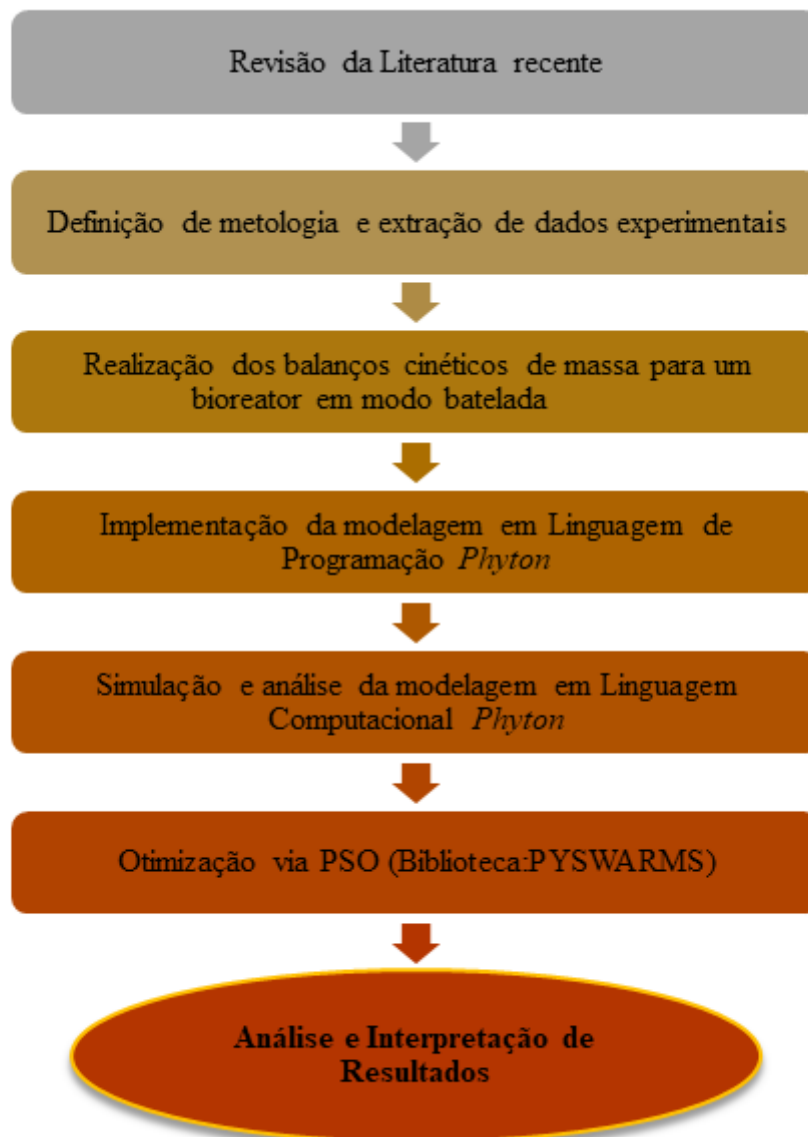 Revisão da Literatura recente
Definição de metologia e extração de dados experimentais
Realização dos balanços cinéticos de massa para um
bioreator em modo batelada
Implementação da modelagem em Linguagem de
Programação Phyton
Simulação e análise da modelagem em Linguagem
Computacional Phyton
Otimização via PSO (Biblioteca:PYSWARMS)
Análise e Interpretação de
Resultados